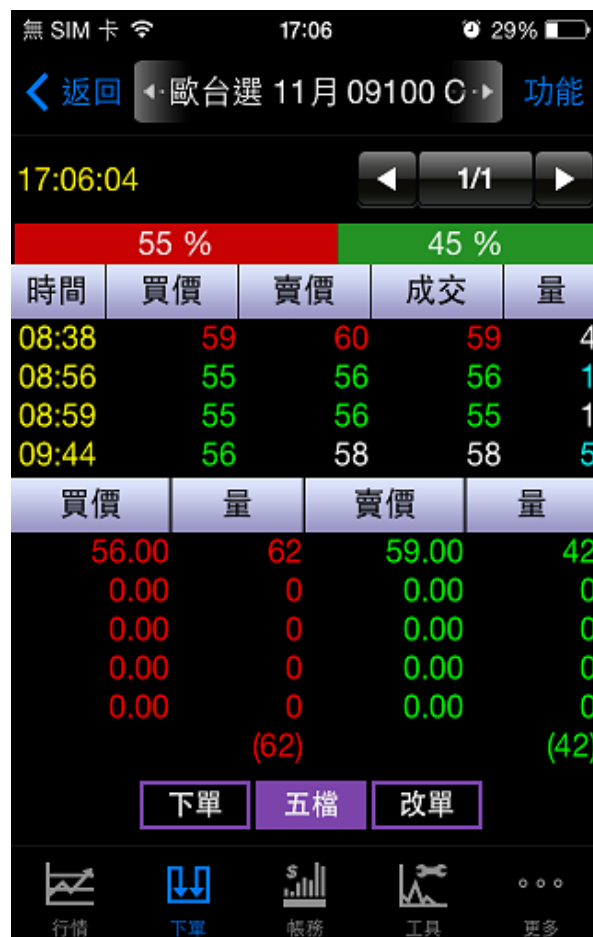 無 SIM 卡 17:06 29%
返回 歐台選 11月 09100 C 功能
17:06:04 1/1
55 % 45 %
時間 買價 賣價 成交 量
08:38 59 60 59 4
08:56 55 56 56 1
08:59 55 56 55 1
09:44 56 58 58 5
買價 量 賣價 量
56.00 62 59.00 42
0.00 0 0.00 0
0.00 0 0.00 0
0.00 0 0.00 0
0.00 0 0.00 0
(62) (42)
下單 五檔 改單
行情 下單 帳務 工具 更多